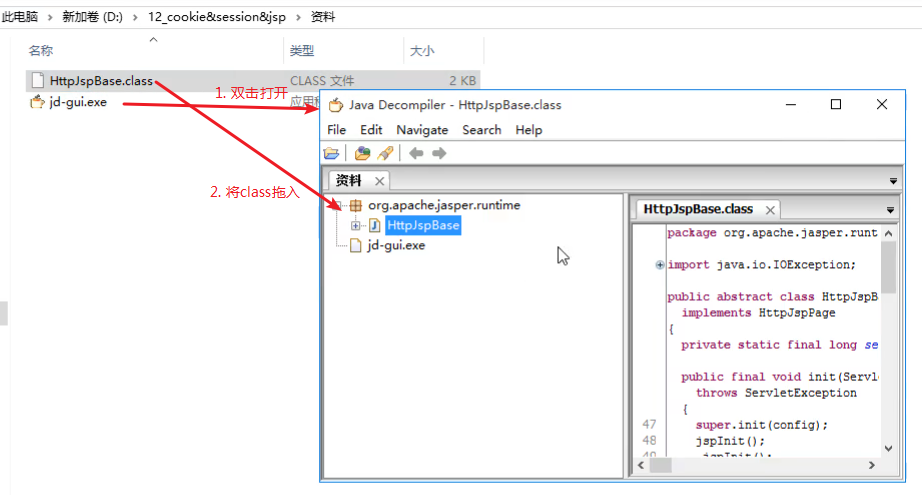 此电脑 > 新加卷 (D:) > 12_cookie&session&jsp > 资料
名称 类型 大小
HttpJspBase.class CLASS 文件 2 KB
jd-gui.exe
1. 双击打开
2. 将class拖入
Java Decompiler - HttpJspBase.class
File Edit Navigate Search Help
资料
org.apache.jasper.runtime
HttpJspBase
jd-gui.exe
HttpJspBase.class
package org.apache.jasper.runt
import java.io.IOException;
public abstract class HttpJspB
implements HttpJspPage
{
private static final long se
public final void init(Servl
throws ServletException
{
47 super.init(config);
48 jspInit();
49 _jspInit();